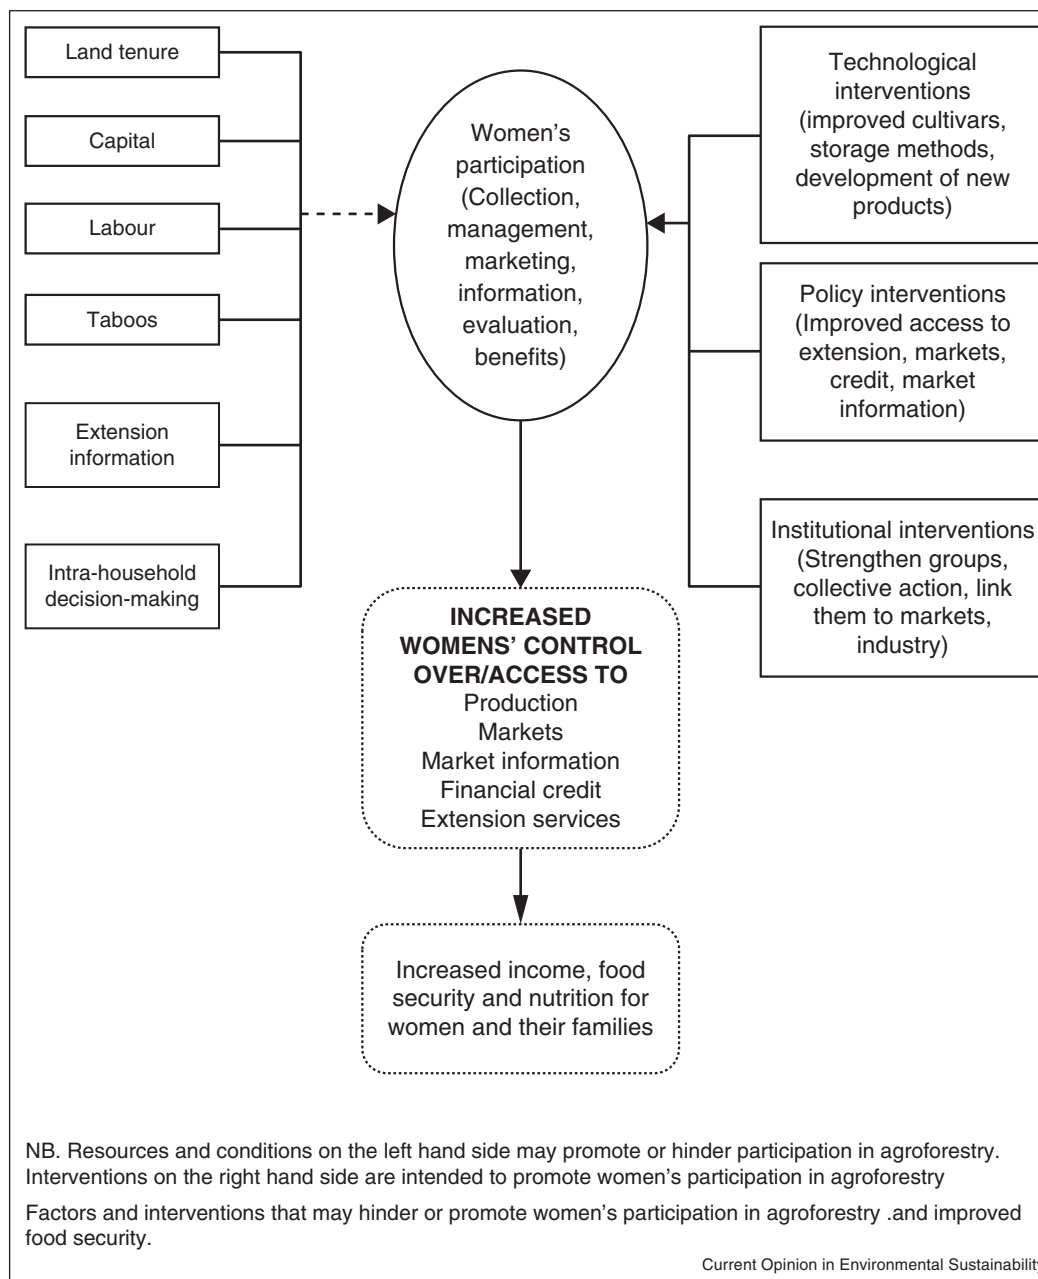 Land tenure
Capital
Labour
Taboos
Extension
information
Intra-household
decision-making
Women's
participation
(Collection,
management,
marketing,
information,
evaluation,
benefits)
Technological
interventions
(improved cultivars,
storage methods,
development of new
products)
Policy interventions
(Improved access to
extension, markets,
credit, market
information)
Institutional interventions
(Strengthen groups,
collective action, link
them to markets,
industry)
INCREASED
WOMENS' CONTROL
OVER/ACCESS TO
Production
Markets
Market information
Financial credit
Extension services
Increased income, food
security and nutrition for
women and their families
NB. Resources and conditions on the left hand side may promote or hinder participation in agroforestry.
Interventions on the right hand side are intended to promote women's participation in agroforestry
Factors and interventions that may hinder or promote women's participation in agroforestry .and improved
food security.
Current Opinion in Environmental Sustainability